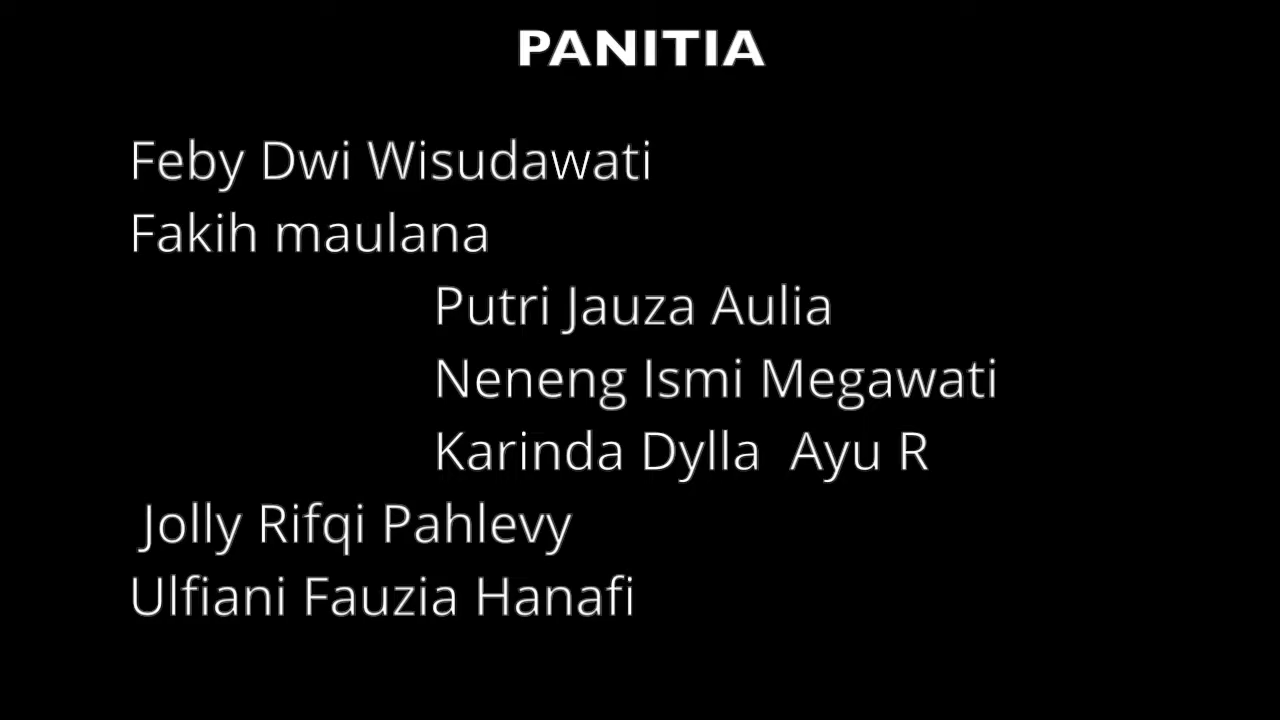 PANITIA
Feby Dwi Wisudawati
Fakih maulana
Putri Jauza Aulia
Neneng Ismi Megawati
Karinda Dylla  Ayu R
Jolly Rifqi Pahlevy
Ulfiani Fauzia Hanafi